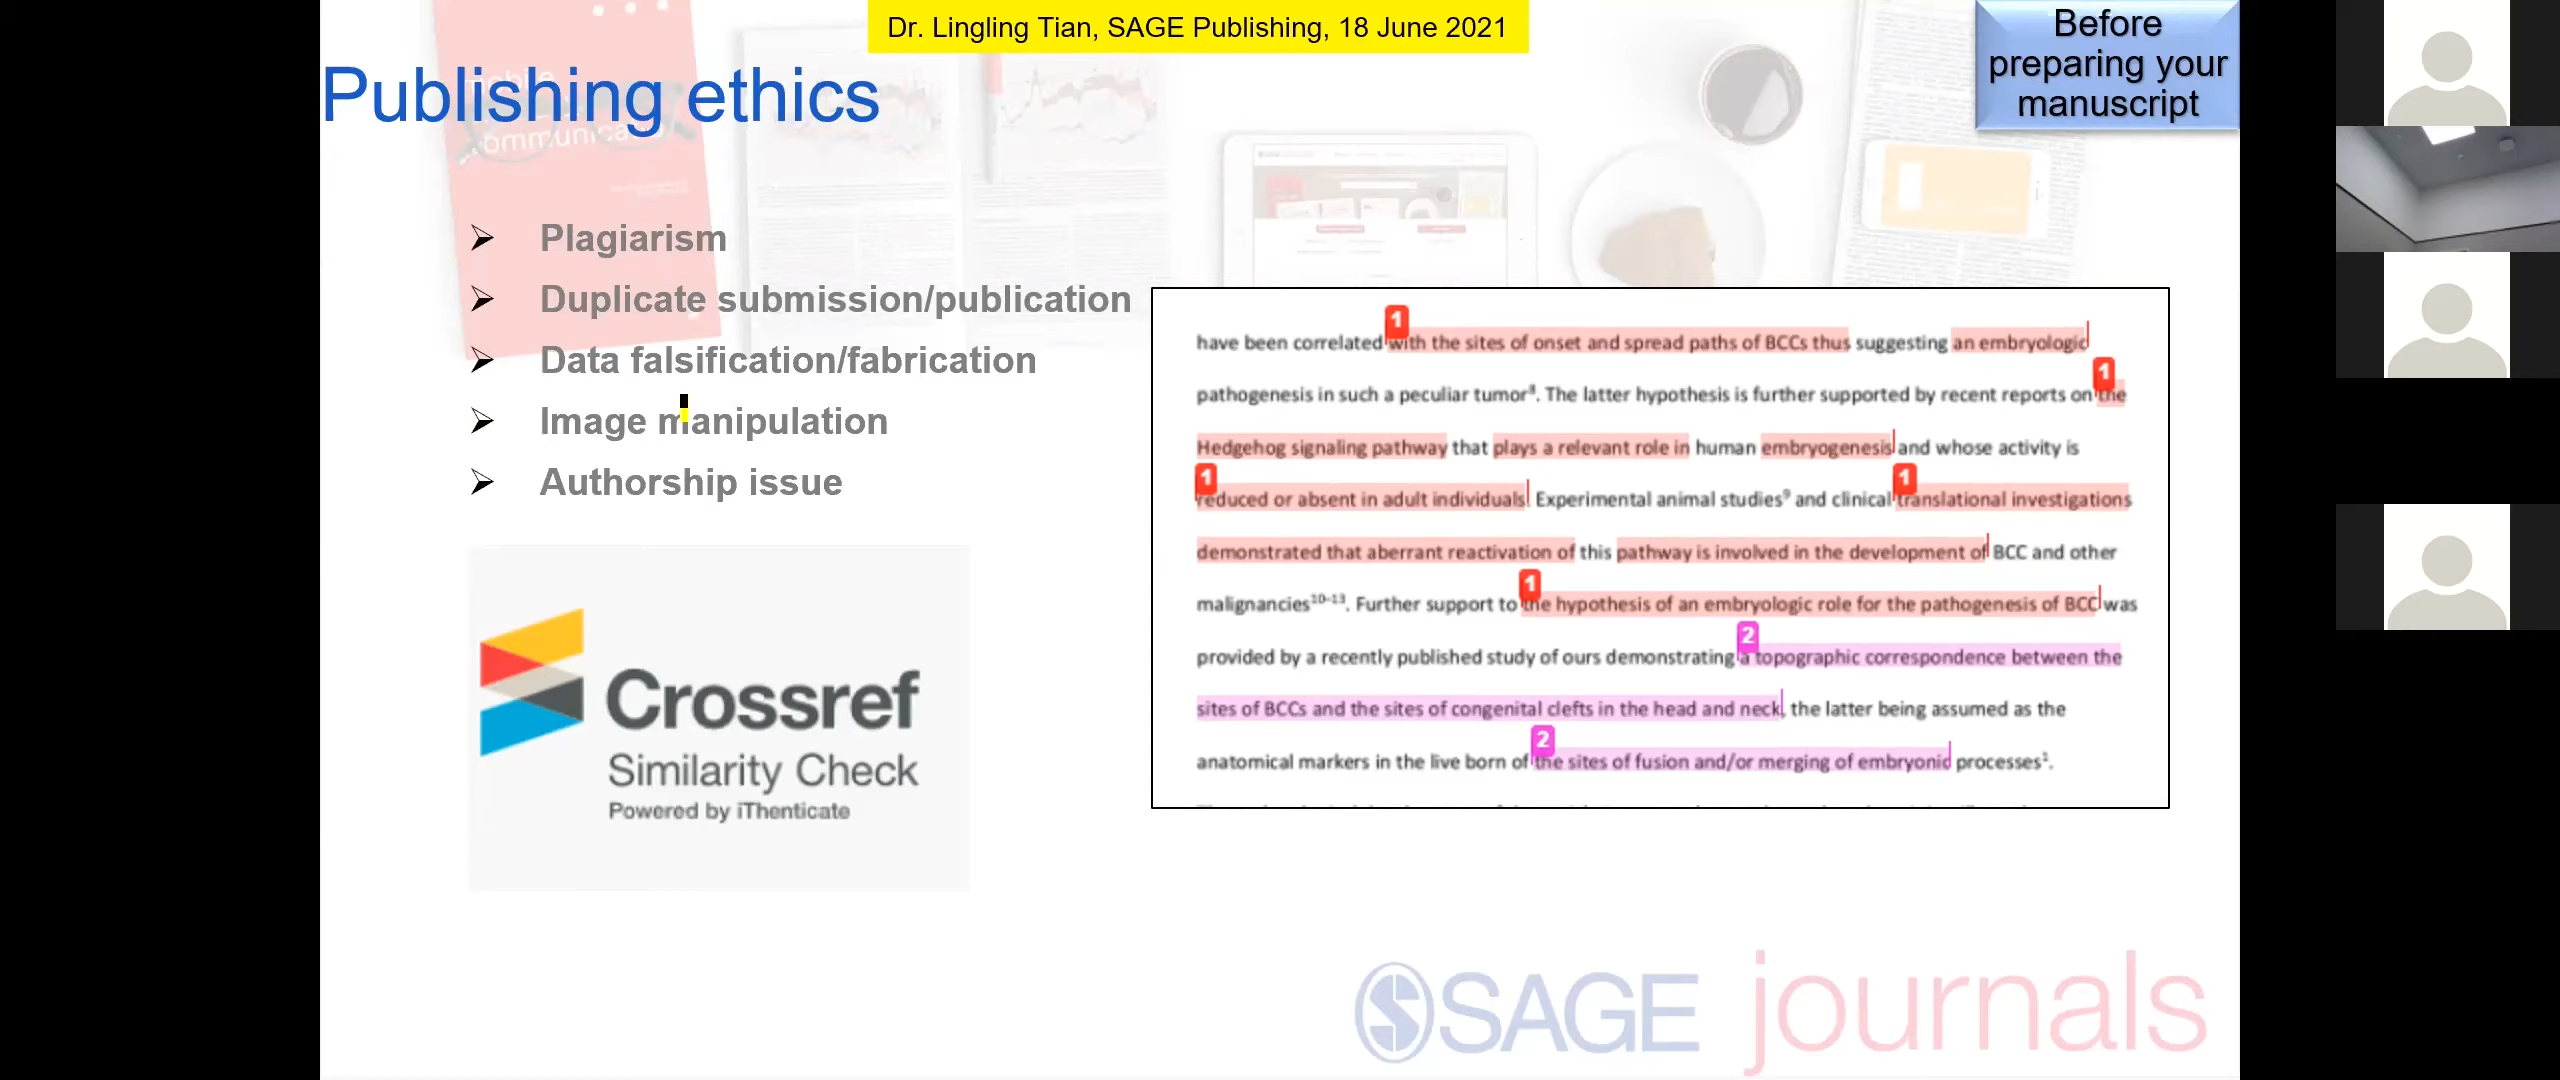 Dr. Lingling Tian, SAGE Publishing, 18 June 2021
Before
preparing your
manuscript
Publishing ethics
mobile
ommunica
➢ Plagiarism
➢ Duplicate submission/publication
➢ Data falsification/fabrication
➢ Image manipulation
➢ Authorship issue
Crossref
Similarity Check
Powered by iThenticate
1
have been correlated with the sites of onset and spread paths of BCCs thus suggesting an embryologic
1
pathogenesis in such a peculiar tumor⁸. The latter hypothesis is further supported by recent reports on the
Hedgehog signaling pathway that plays a relevant role in human embryogenesis and whose activity is
1 1
reduced or absent in adult individuals. Experimental animal studies⁹ and clinical translational investigations
demonstrated that aberrant reactivation of this pathway is involved in the development of BCC and other
1
malignancies¹⁰⁻¹³. Further support to the hypothesis of an embryologic role for the pathogenesis of BCC was
2
provided by a recently published study of ours demonstrating a topographic correspondence between the
sites of BCCs and the sites of congenital clefts in the head and neck, the latter being assumed as the
2
anatomical markers in the live born of the sites of fusion and/or merging of embryonic processes¹.
SAGE journals